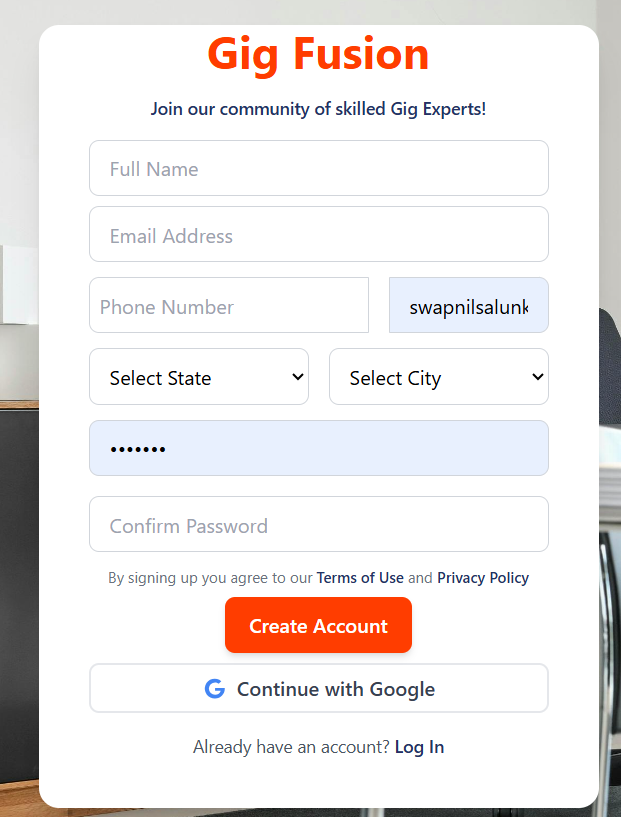 Gig Fusion
Join our community of skilled Gig Experts!
Full Name
Email Address
Phone Number swapnilsalunk
Select State Select City
•••••••
Confirm Password
By signing up you agree to our Terms of Use and Privacy Policy
Create Account
Continue with Google
Already have an account? Log In